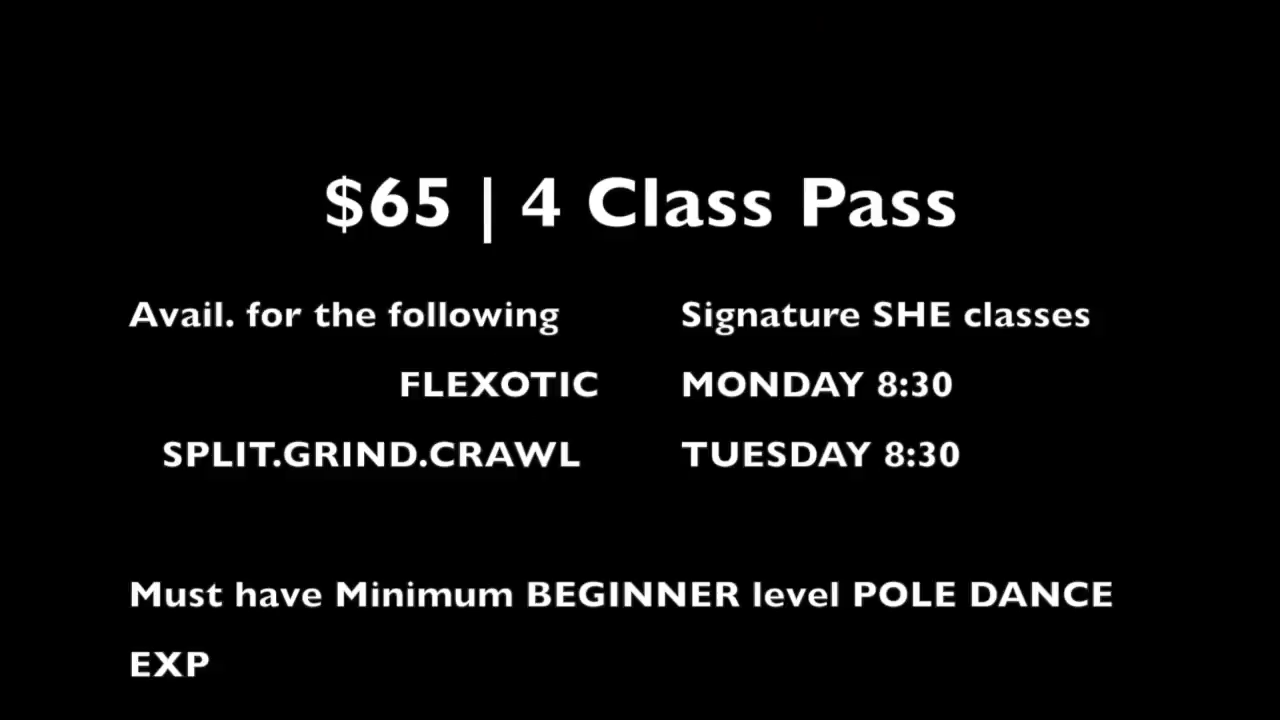 $65 | 4 Class Pass
Avail. for the following Signature SHE classes
FLEXOTIC MONDAY 8:30
SPLIT.GRIND.CRAWL TUESDAY 8:30
Must have Minimum BEGINNER level POLE DANCE
EXP